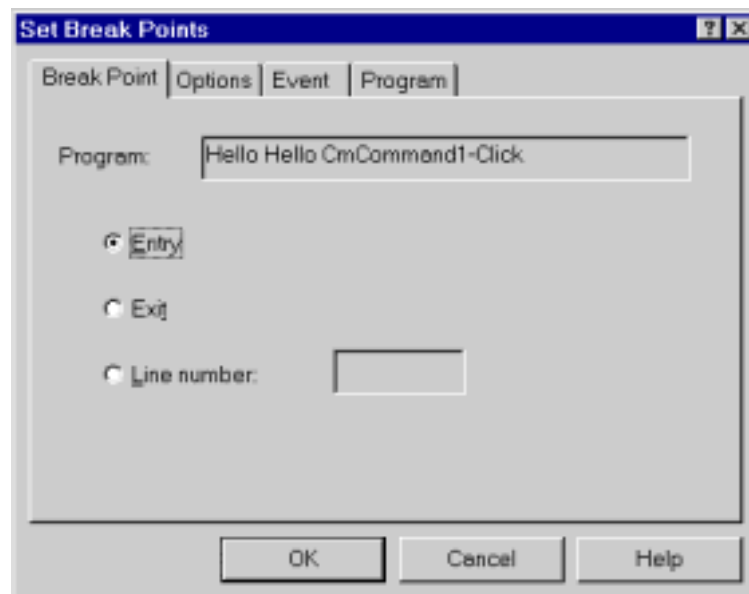 Set Break Points
Break Point Options Event Program
Program: Hello Hello CmCommand1-Click
Entry
Exit
Line number:
OK Cancel Help